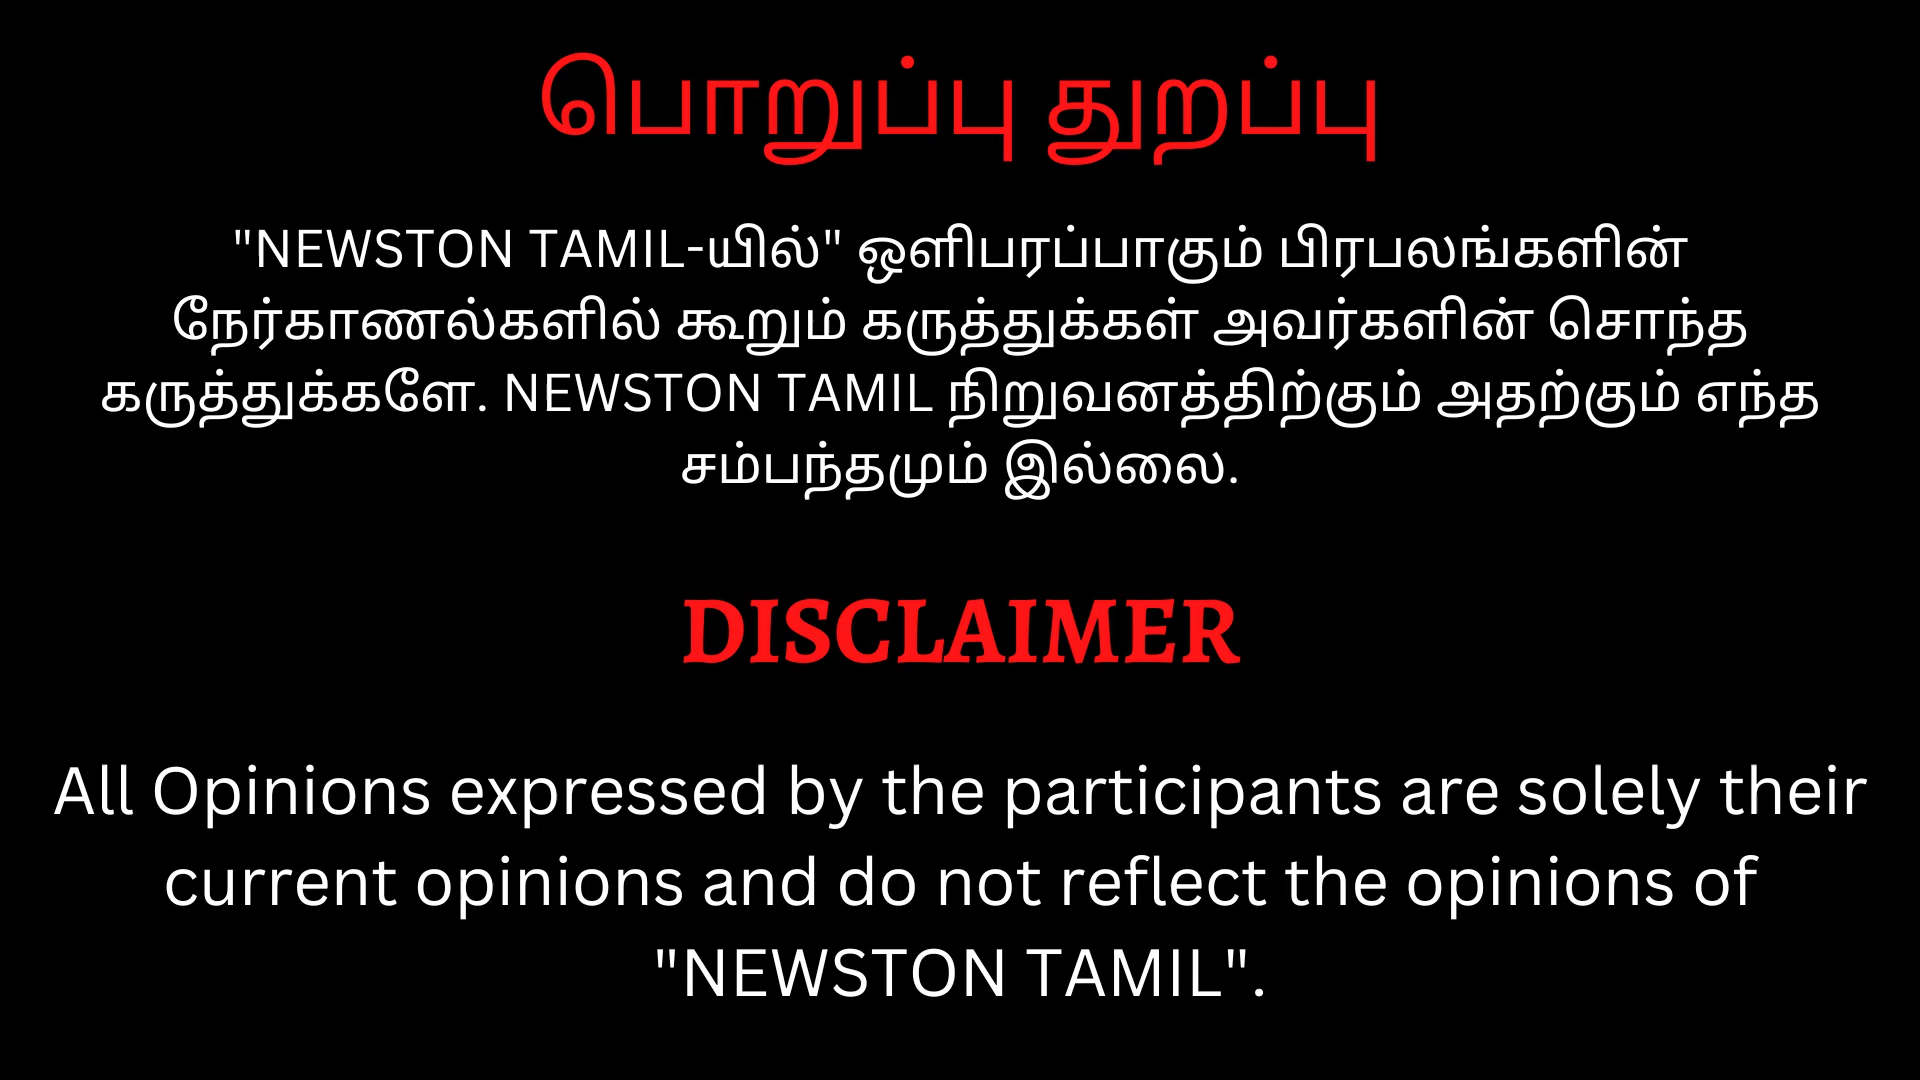 பொறுப்பு துறப்பு
"NEWSTON TAMIL-யில்" ஒளிபரப்பாகும் பிரபலங்களின்
நேர்காணல்களில் கூறும் கருத்துக்கள் அவர்களின் சொந்த
கருத்துக்களே. NEWSTON TAMIL நிறுவனத்திற்கும் அதற்கும் எந்த
சம்பந்தமும் இல்லை.
DISCLAIMER
All Opinions expressed by the participants are solely their
current opinions and do not reflect the opinions of
"NEWSTON TAMIL".